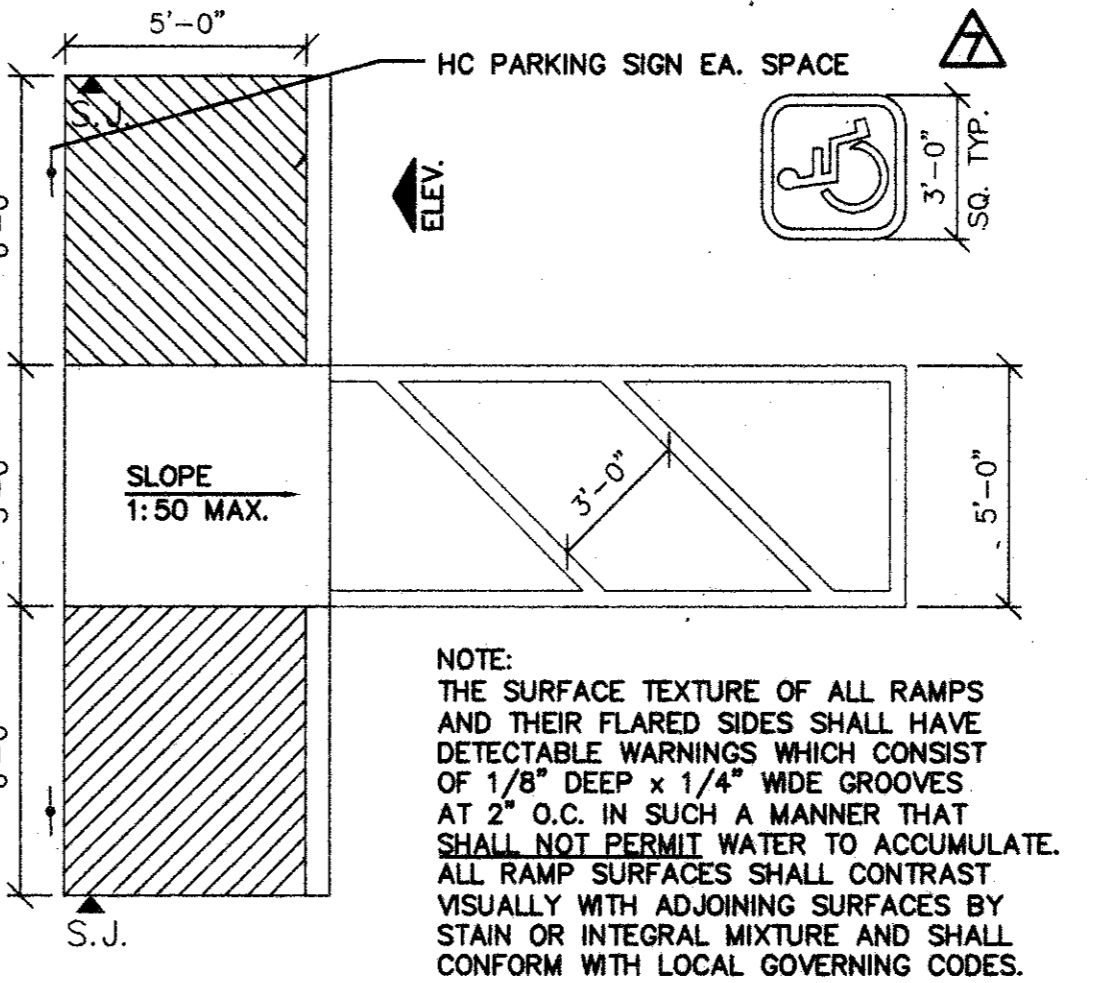 5'-0"
HC PARKING SIGN EA. SPACE
7
S.J.
ELEV.
3'-0"
SQ. TYP.
SLOPE
1:50 MAX.
3'-0"
5'-0"
NOTE:
THE SURFACE TEXTURE OF ALL RAMPS
AND THEIR FLARED SIDES SHALL HAVE
DETECTABLE WARNINGS WHICH CONSIST
OF 1/8" DEEP x 1/4" WIDE GROOVES
AT 2" O.C. IN SUCH A MANNER THAT
SHALL NOT PERMIT WATER TO ACCUMULATE.
ALL RAMP SURFACES SHALL CONTRAST
VISUALLY WITH ADJOINING SURFACES BY
STAIN OR INTEGRAL MIXTURE AND SHALL
CONFORM WITH LOCAL GOVERNING CODES.
S.J.